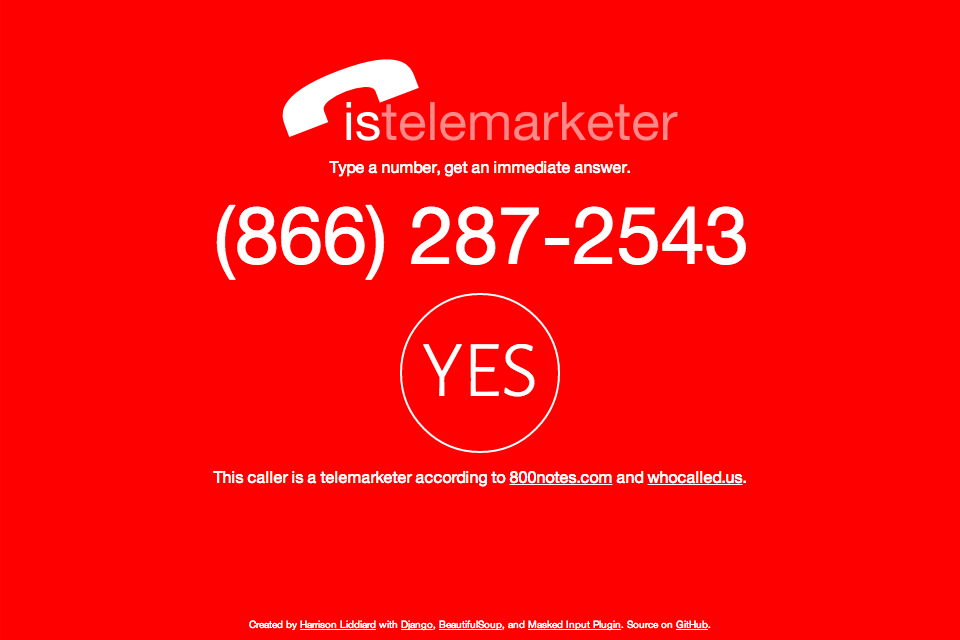 istelemarketer
Type a number, get an immediate answer.
(866) 287-2543
YES
This caller is a telemarketer according to 800notes.com and whocalled.us.
Created by Harrison Liddiard with Django, BeautifulSoup, and Masked Input Plugin. Source on GitHub.